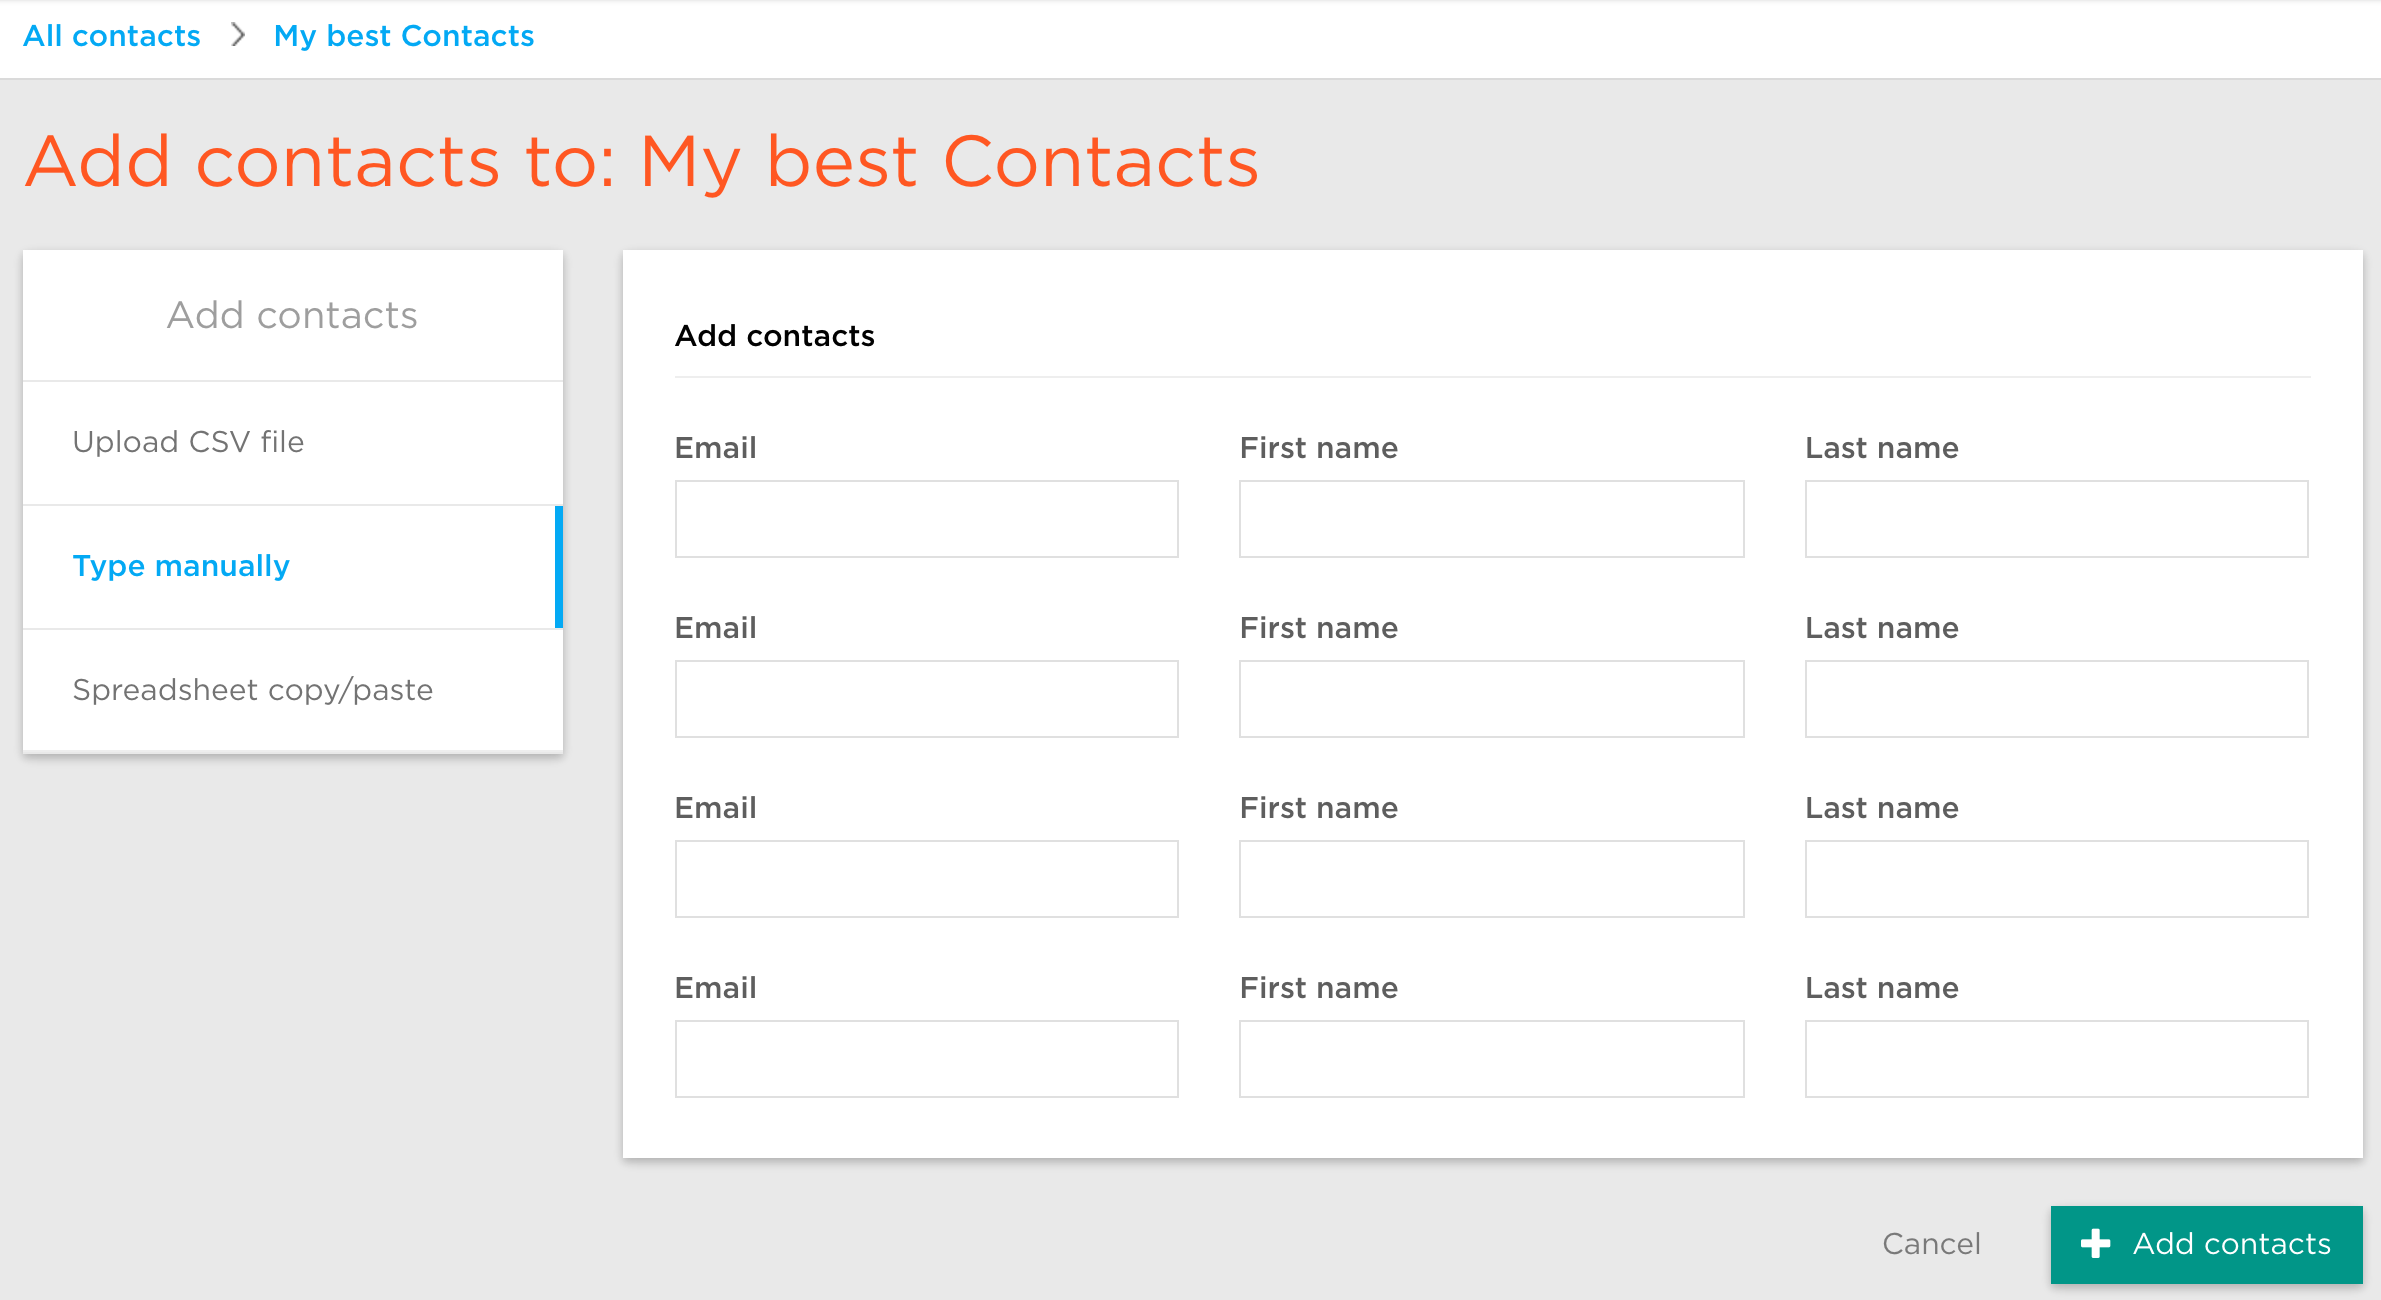 All contacts > My best Contacts
Add contacts to: My best Contacts
Add contacts
Upload CSV file
Type manually
Spreadsheet copy/paste
Add contacts
Email First name Last name
Email First name Last name
Email First name Last name
Email First name Last name
Cancel Add contacts